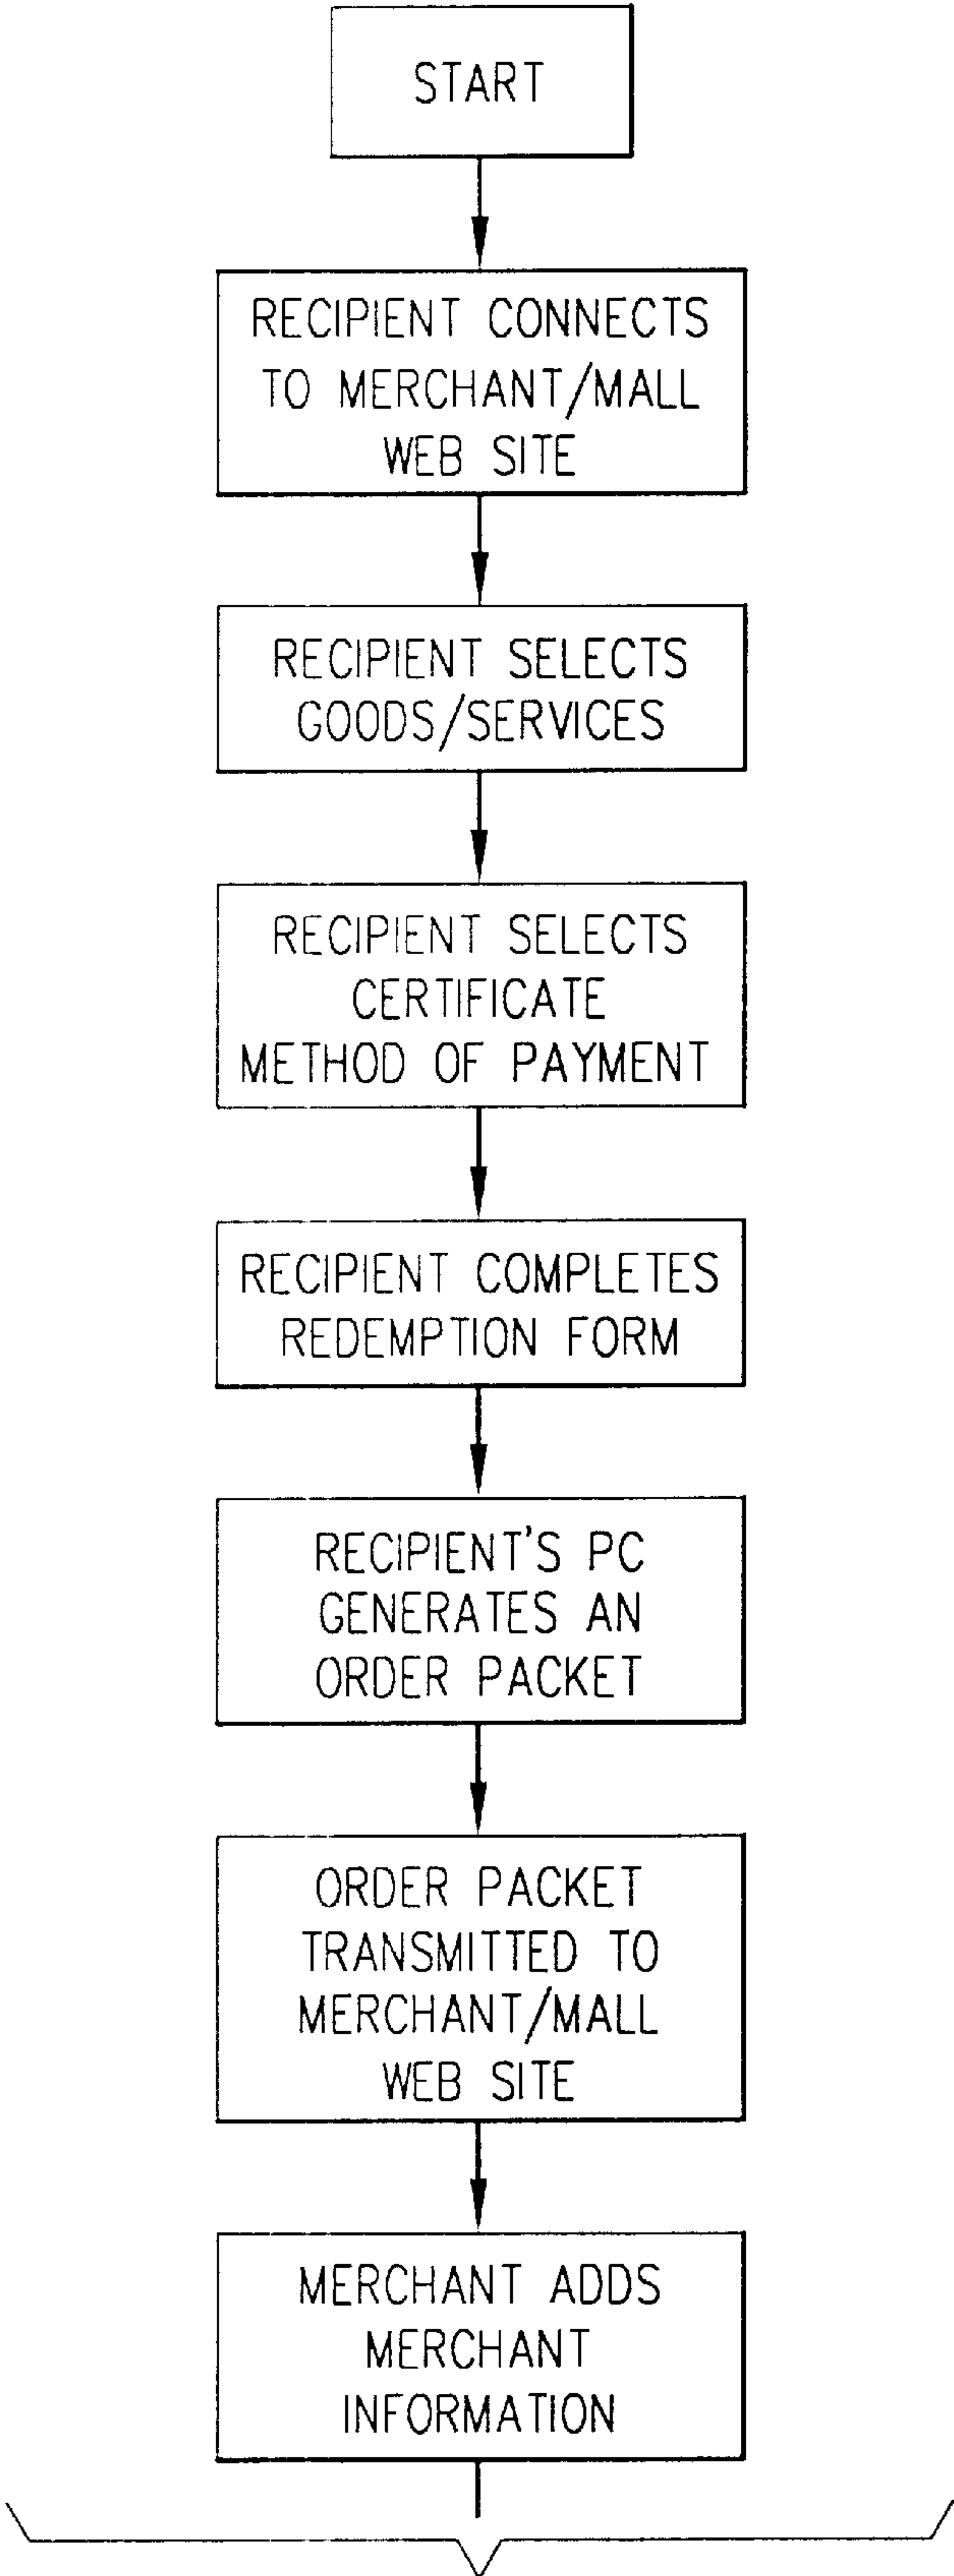 START
RECIPIENT CONNECTS
TO MERCHANT/MALL
WEB SITE
RECIPIENT SELECTS
GOODS/SERVICES
RECIPIENT SELECTS
CERTIFICATE
METHOD OF PAYMENT
RECIPIENT COMPLETES
REDEMPTION FORM
RECIPIENT'S PC
GENERATES AN
ORDER PACKET
ORDER PACKET
TRANSMITTED TO
MERCHANT/MALL
WEB SITE
MERCHANT ADDS
MERCHANT
INFORMATION